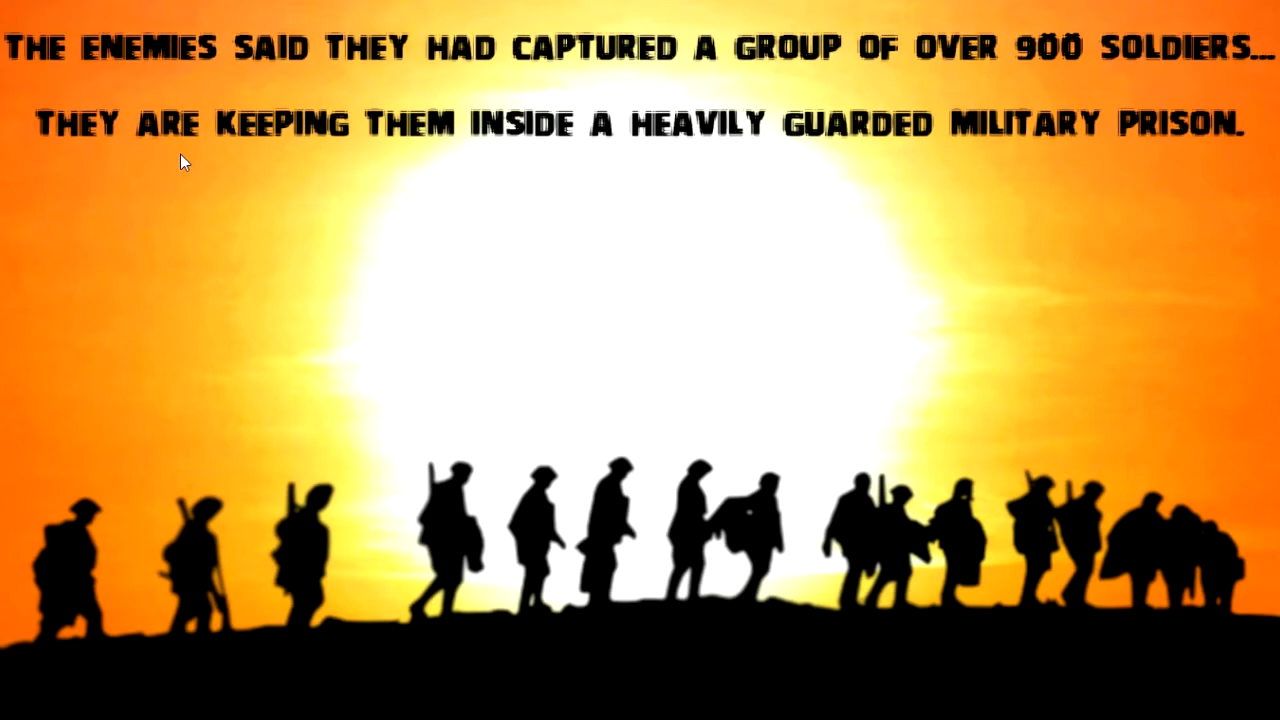 THE ENEMIES SAID THEY HAD CAPTURED A GROUP OF OVER 900 SOLDIERS...
THEY ARE KEEPING THEM INSIDE A HEAVILY GUARDED MILITARY PRISON.